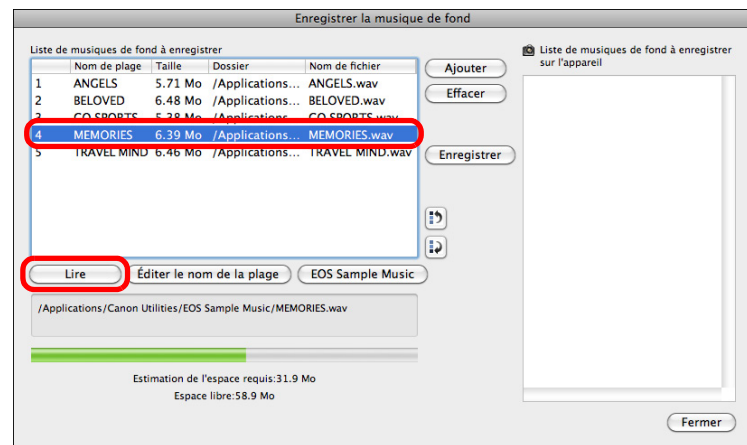 Enregistrer la musique de fond
Liste de musiques de fond à enregistrer
Nom de plage Taille Dossier Nom de fichier
1 ANGELS 5.71 Mo /Applications... ANGELS.wav
2 BELOVED 6.48 Mo /Applications... BELOVED.wav
3 GO SPORTS 5.38 Mo /Applications... GO SPORTS.wav
4 MEMORIES 6.39 Mo /Applications... MEMORIES.wav
5 TRAVEL MIND 6.46 Mo /Applications... TRAVEL MIND.wav
Ajouter
Effacer
Enregistrer
Lire Éditer le nom de la plage EOS Sample Music
/Applications/Canon Utilities/EOS Sample Music/MEMORIES.wav
Estimation de l'espace requis:31.9 Mo
Espace libre:58.9 Mo
Liste de musiques de fond à enregistrer
sur l'appareil
Fermer